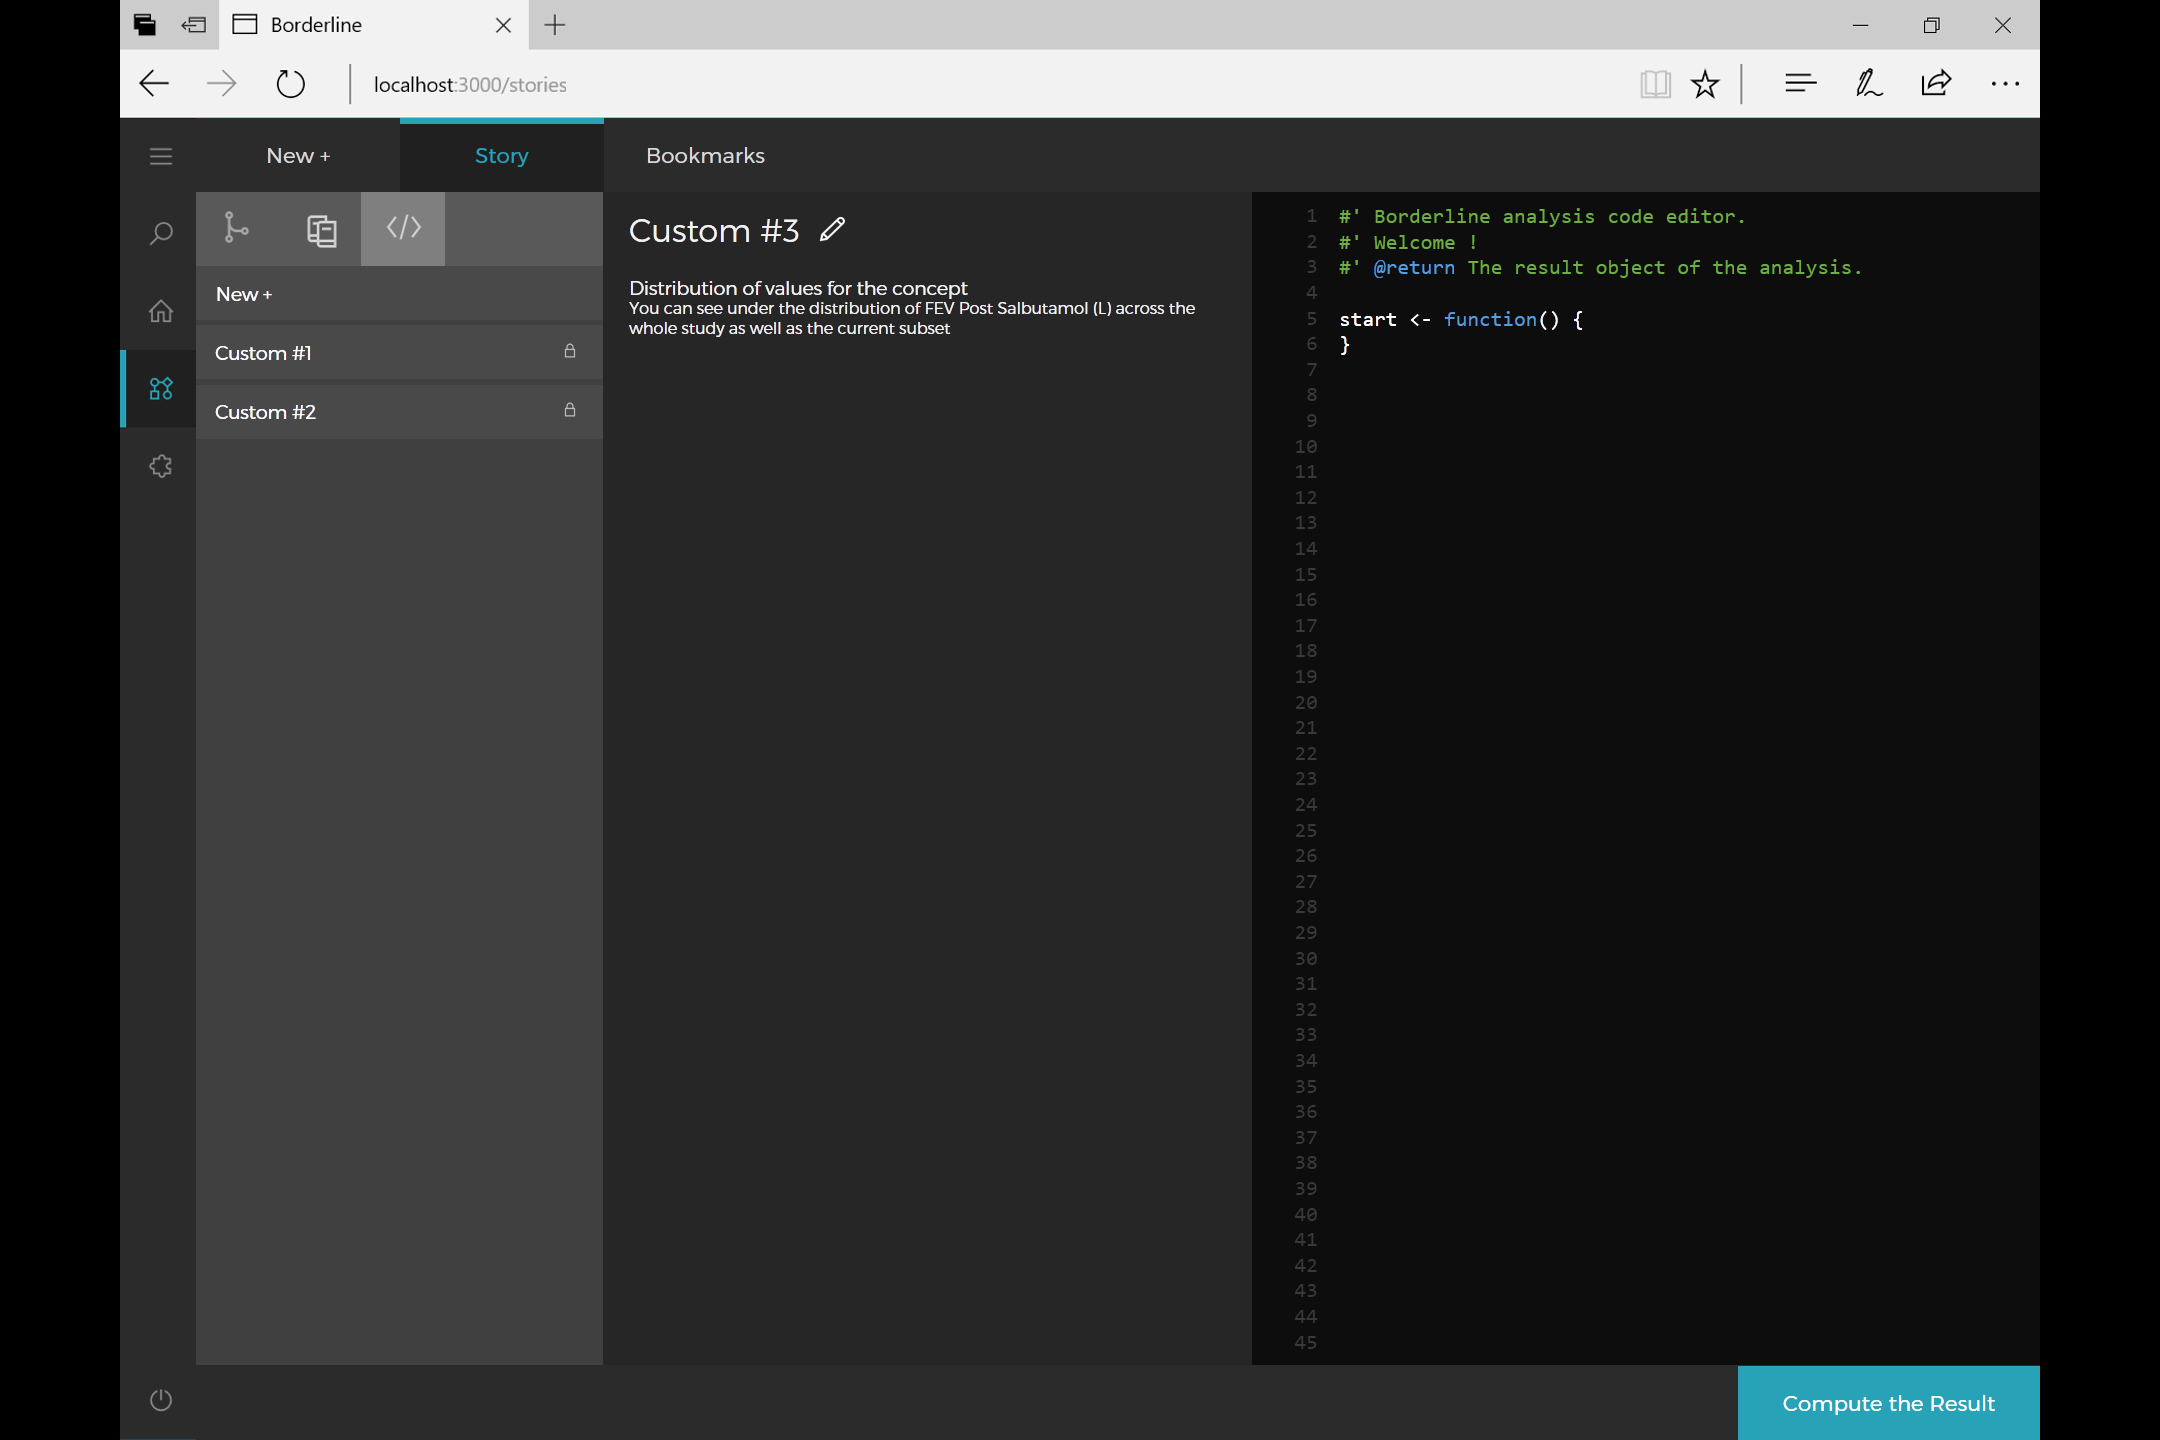 Borderline
localhost:3000/stories
New +
Story
Bookmarks
New +
Custom #1
Custom #2
Custom #3
Distribution of values for the concept
You can see under the distribution of FEV Post Salbutamol (L) across the
whole study as well as the current subset
1 #' Borderline analysis code editor.
2 #' Welcome !
3 #' @return The result object of the analysis.
4
5 start <- function() {
6 }
7
8
9
10
11
12
13
14
15
16
17
18
19
20
21
22
23
24
25
26
27
28
29
30
31
32
33
34
35
36
37
38
39
40
41
42
43
44
45
Compute the Result